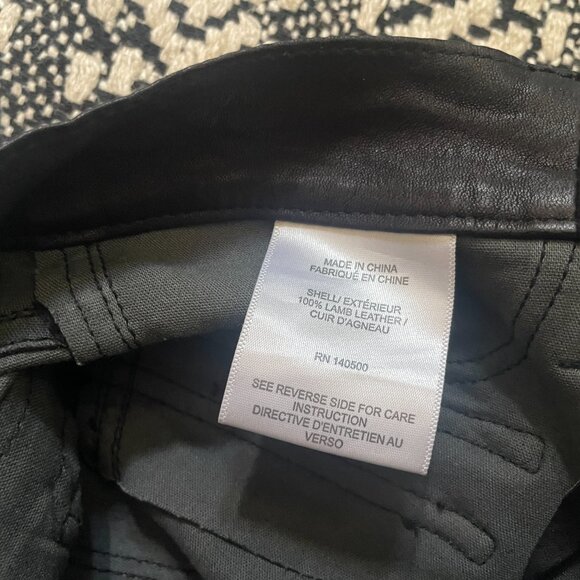 MADE IN CHINA
FABRIQUÉ EN CHINE
SHELL/ EXTÉRIEUR
100% LAMB LEATHER /
CUIR D'AGNEAU
RN 140500
SEE REVERSE SIDE FOR CARE
INSTRUCTION
DIRECTIVE D'ENTRETIEN AU
VERSO